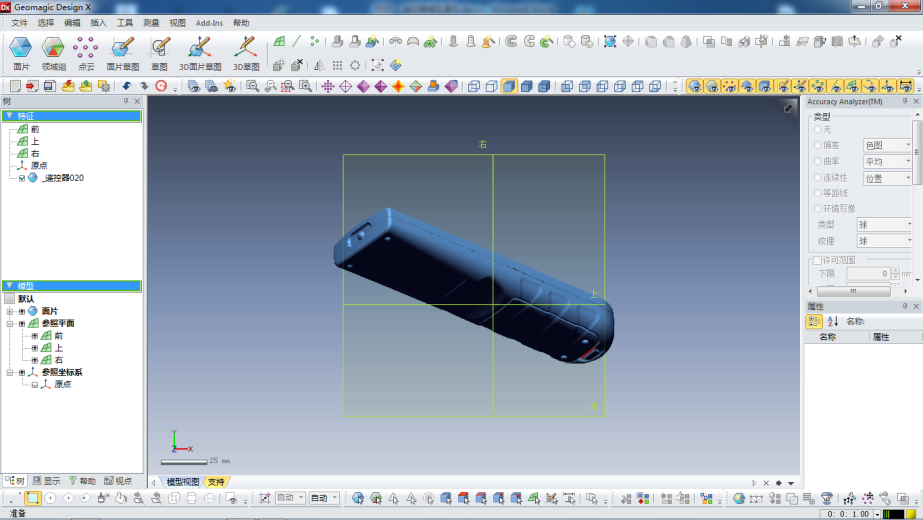 Geomagic Design X
文件 选择 编辑 插入 工具 测量 视图 Add-Ins 帮助
面片 领域组 点云 面片草图 草图 3D面片草图 3D草图
树
特征
前
上
右
原点
_遥控器020
模型
默认
面片
参照平面
前
上
右
参照坐标系
原点
树 显示 帮助 视点
右
上
Y
Z X
25 mm
模型视图 支持
Accuracy Analyzer(TM)
类型
无
偏差 色图
曲率 平均
连续性 位置
等距线
环境写像
类型 球
纹理 球
许可范围
下限 0 mm
属性
名称:
名称 属性
自动 自动
准备
0: 0: 1.00